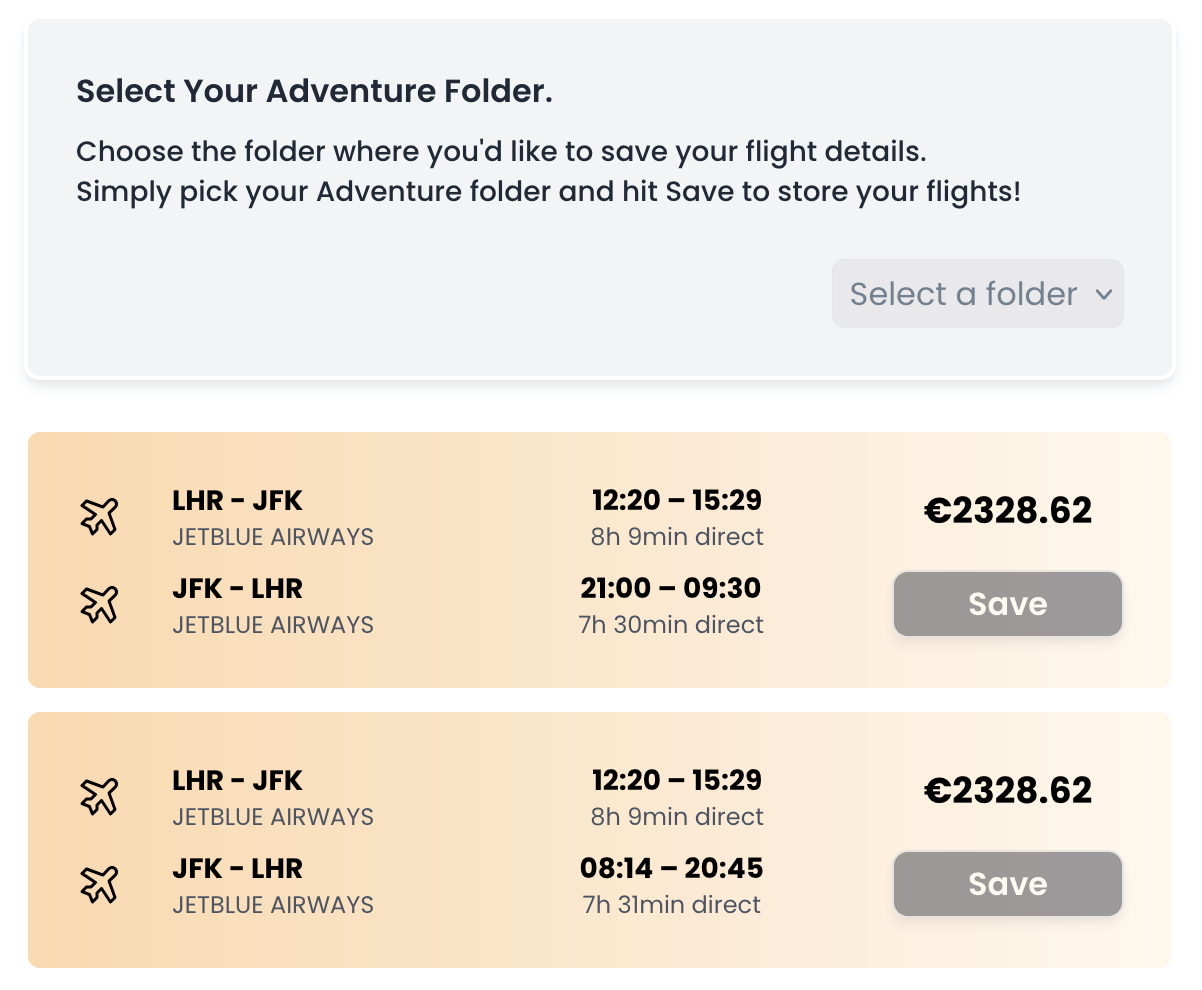 Select Your Adventure Folder.
Choose the folder where you'd like to save your flight details.
Simply pick your Adventure folder and hit Save to store your flights!
Select a folder
LHR – JFK 12:20 – 15:29 €2328.62
JETBLUE AIRWAYS 8h 9min direct
JFK – LHR 21:00 – 09:30 Save
JETBLUE AIRWAYS 7h 30min direct
LHR – JFK 12:20 – 15:29 €2328.62
JETBLUE AIRWAYS 8h 9min direct
JFK – LHR 08:14 – 20:45 Save
JETBLUE AIRWAYS 7h 31min direct